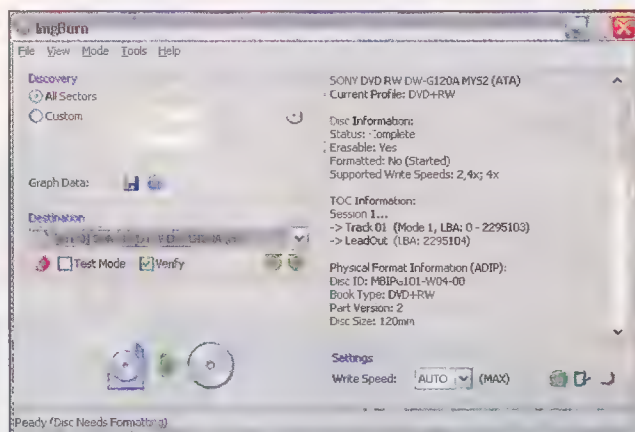 ImgBurn
File View Mode Tools Help
Discovery
All Sectors
Custom
Graph Data:
Destination
Test Mode Verify
SONY DVD RW DW-G120A MYS2 (ATA)
Current Profile: DVD+RW
Disc Information:
Status: Complete
Erasable: Yes
Formatted: No (Started)
Supported Write Speeds: 2,4x; 4x
TOC Information:
Session 1...
-> Track 01 (Mode 1, LBA: 0 - 2295103)
-> LeadOut (LBA: 2295104)
Physical Format Information (ADIP):
Disc ID: MBIPG101-W04-00
Book Type: DVD+RW
Part Version: 2
Disc Size: 120mm
Settings
Write Speed: AUTO (MAX)
Ready (Disc Needs Formatting)